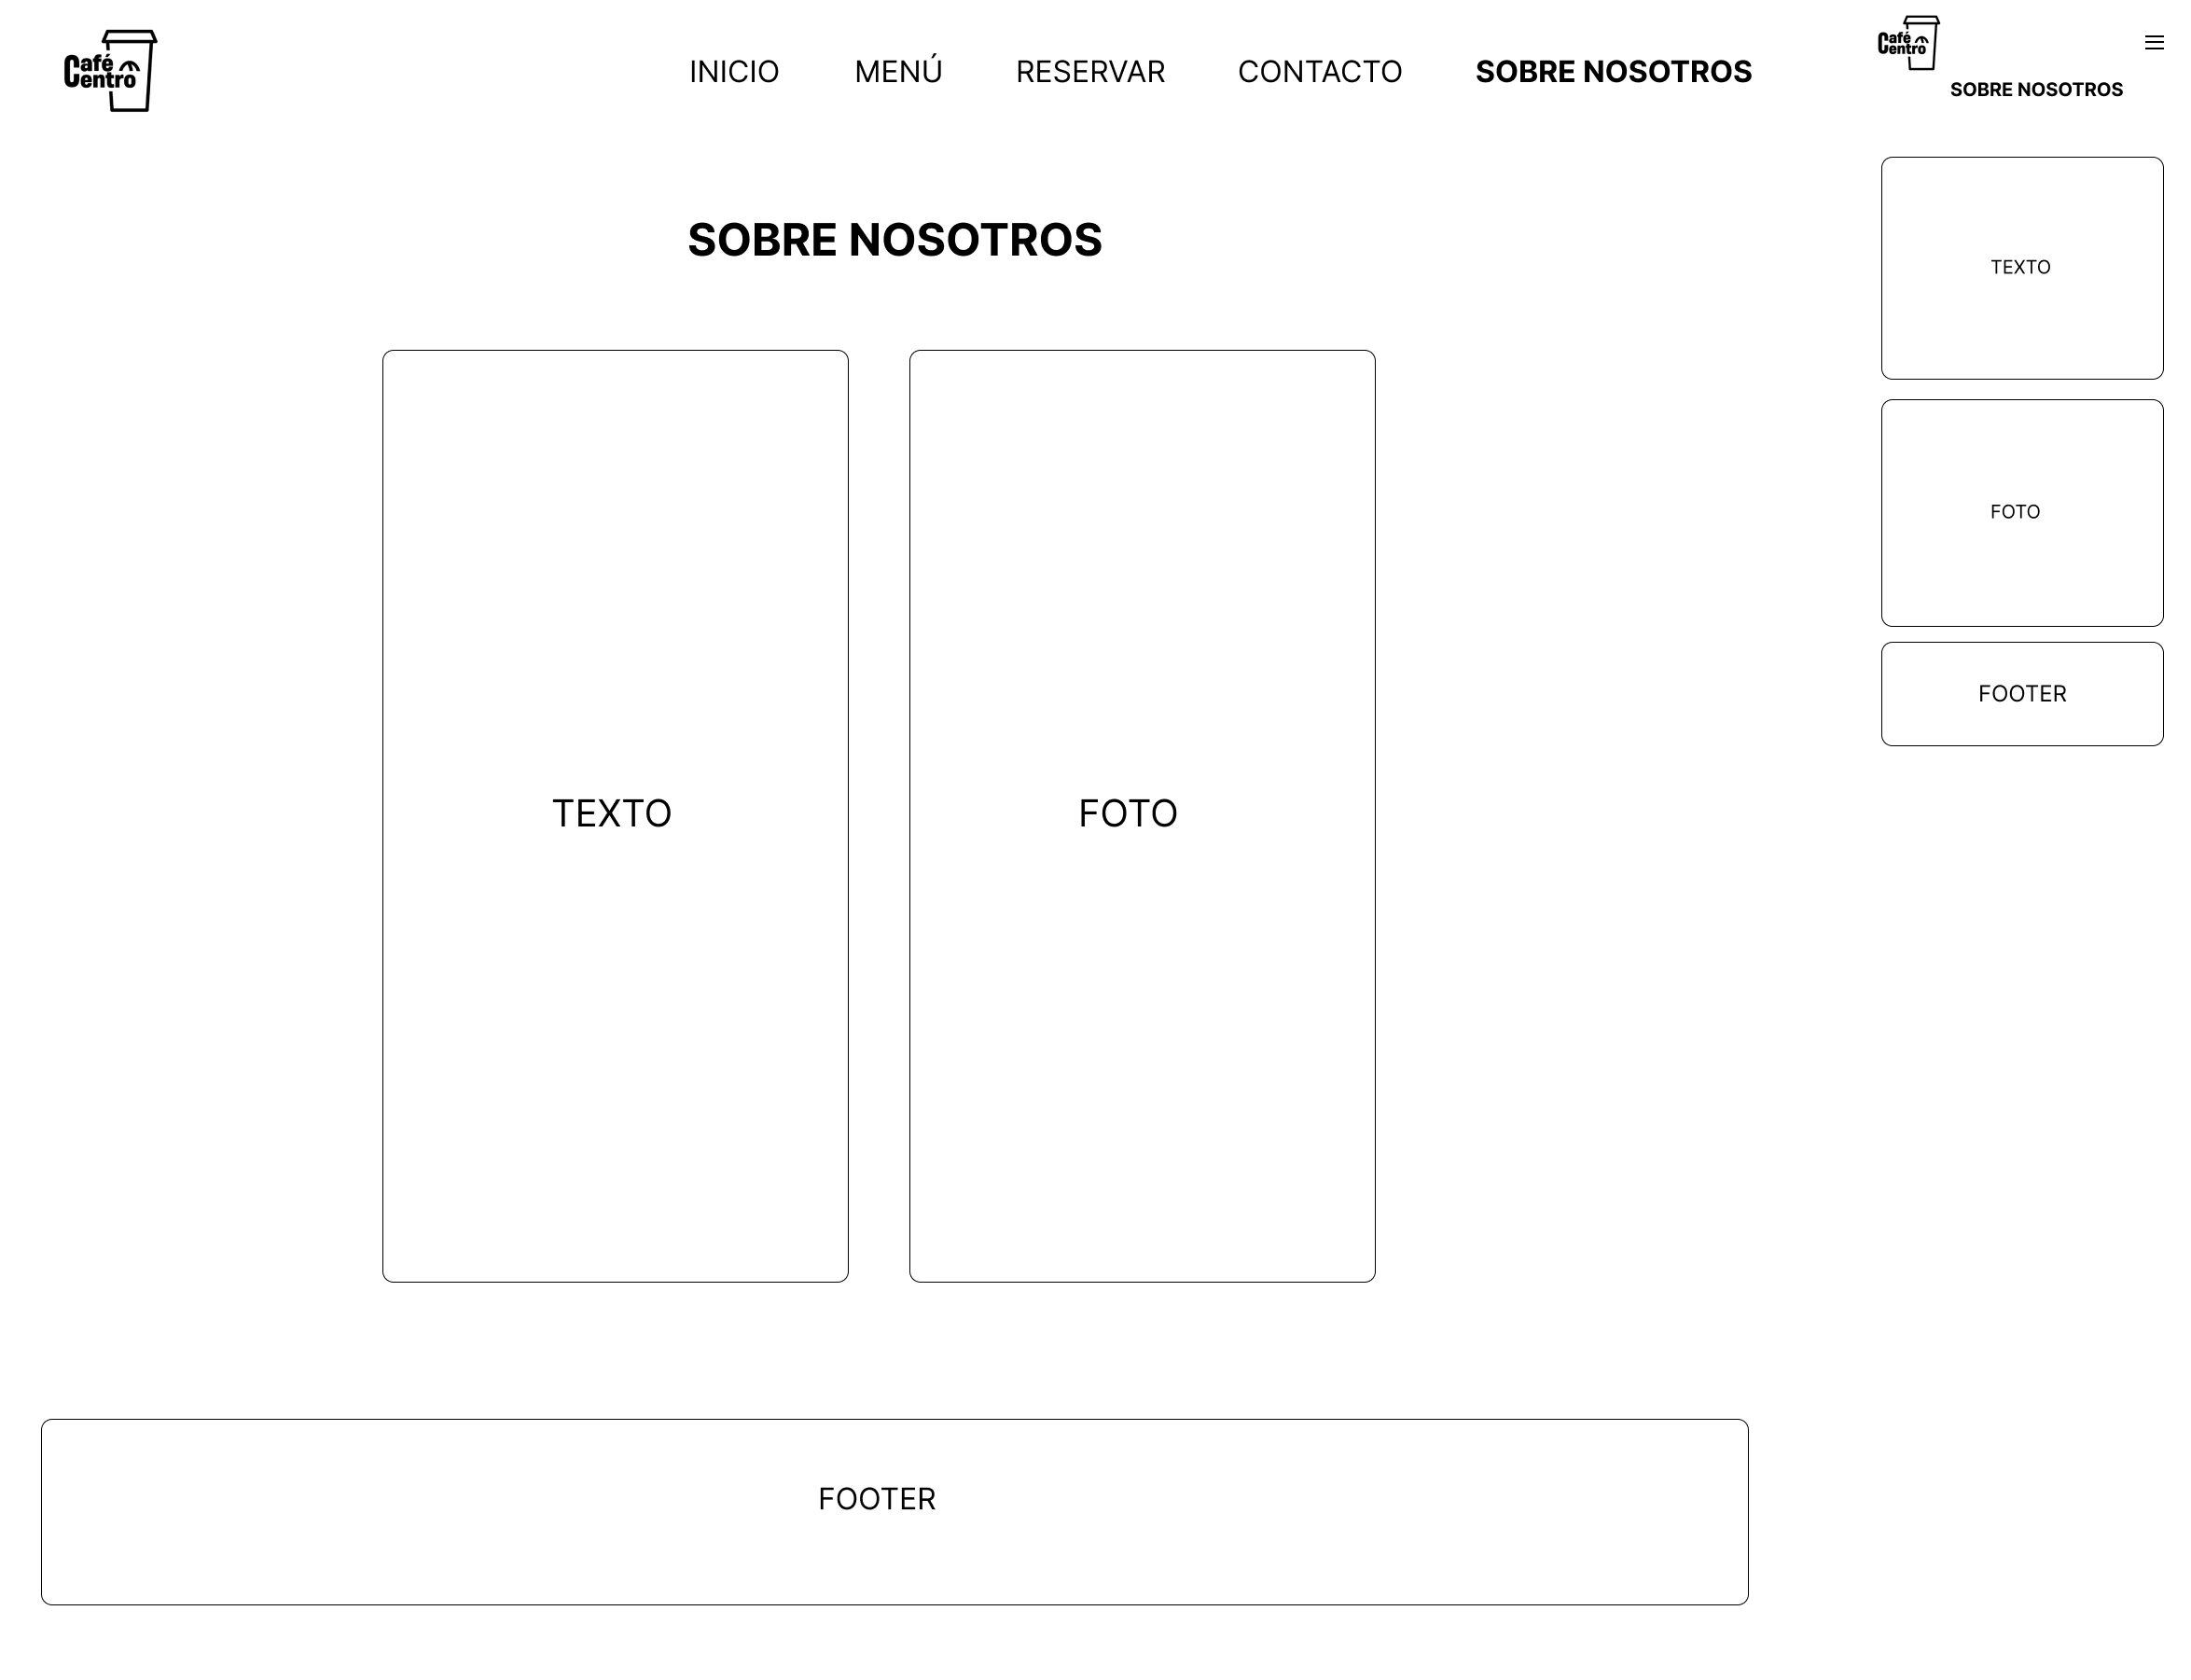 Café
Centro
INICIO MENÚ RESERVAR CONTACTO SOBRE NOSOTROS
SOBRE NOSOTROS
TEXTO FOTO
FOOTER
Café
Centro
SOBRE NOSOTROS
TEXTO
FOTO
FOOTER